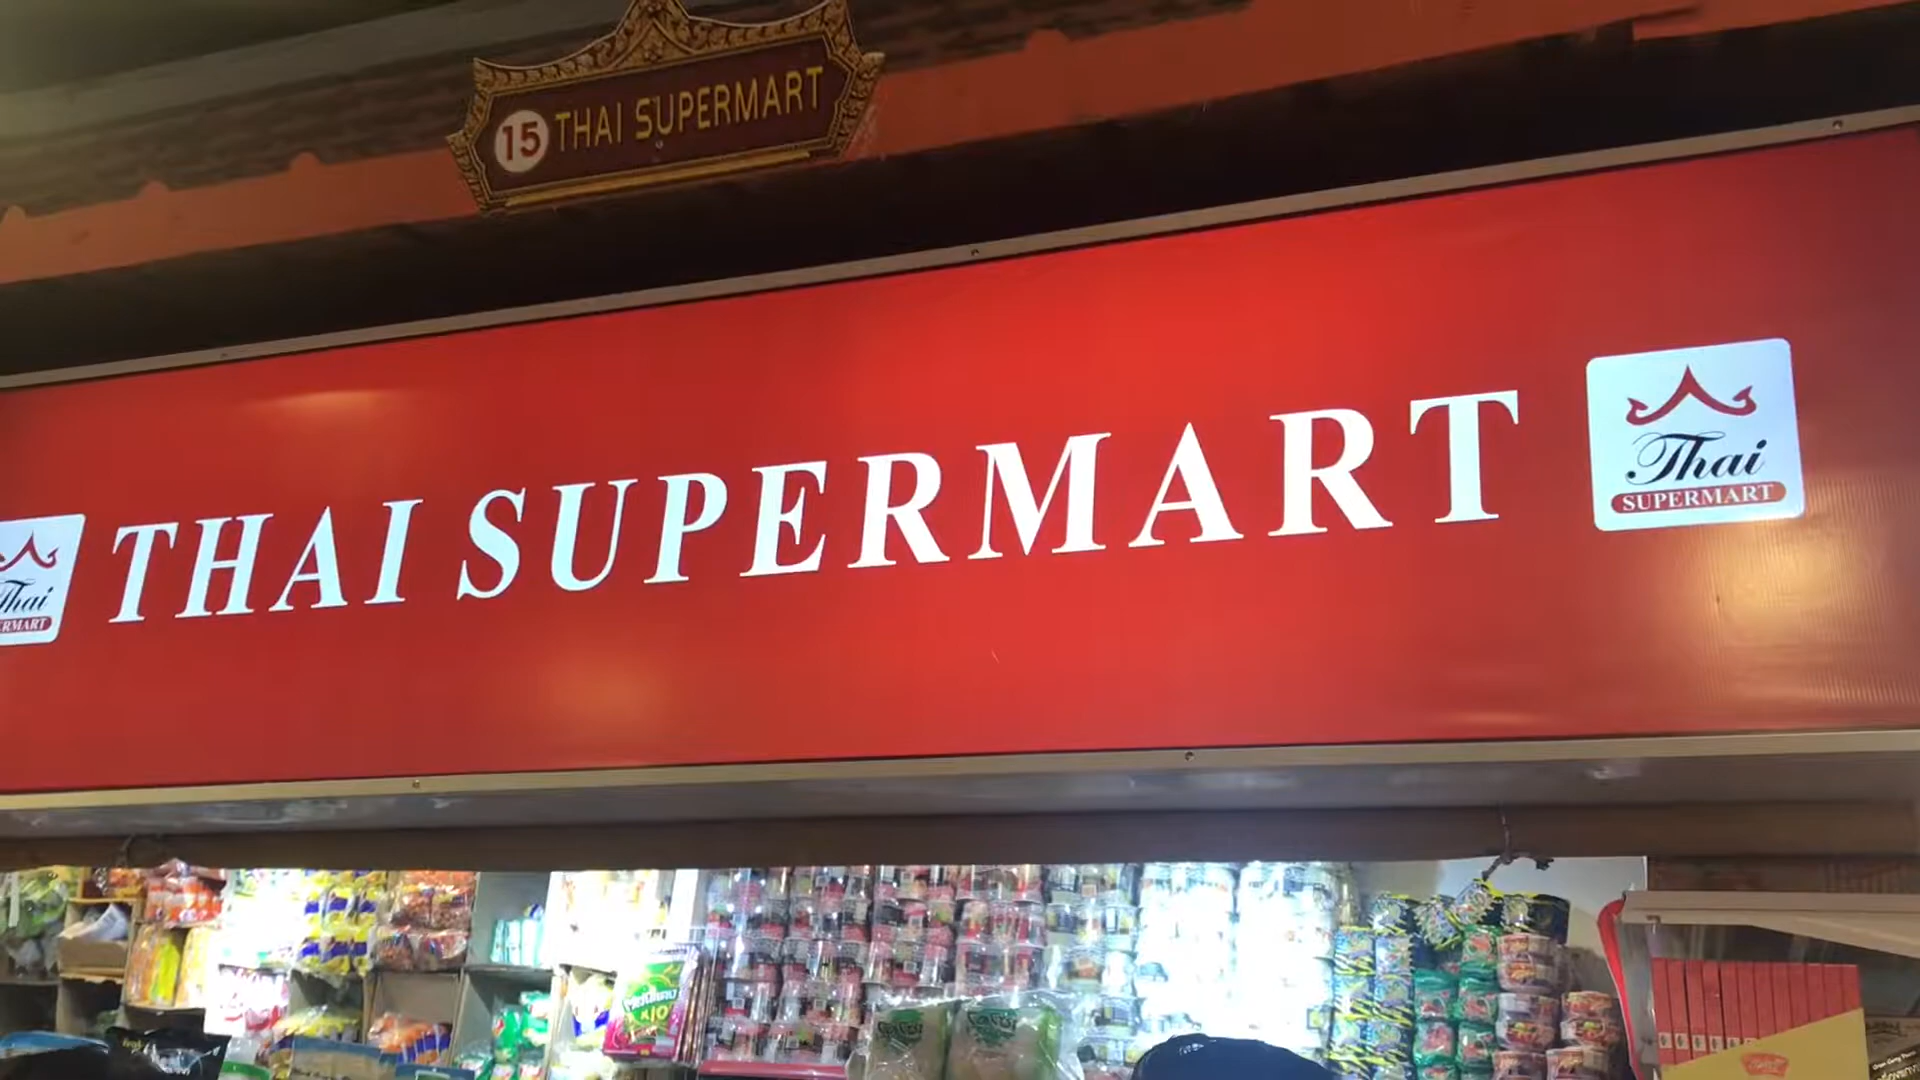 15 THAI SUPERMART
THAI SUPERMART
Thai
SUPERMART
Thai
RMART